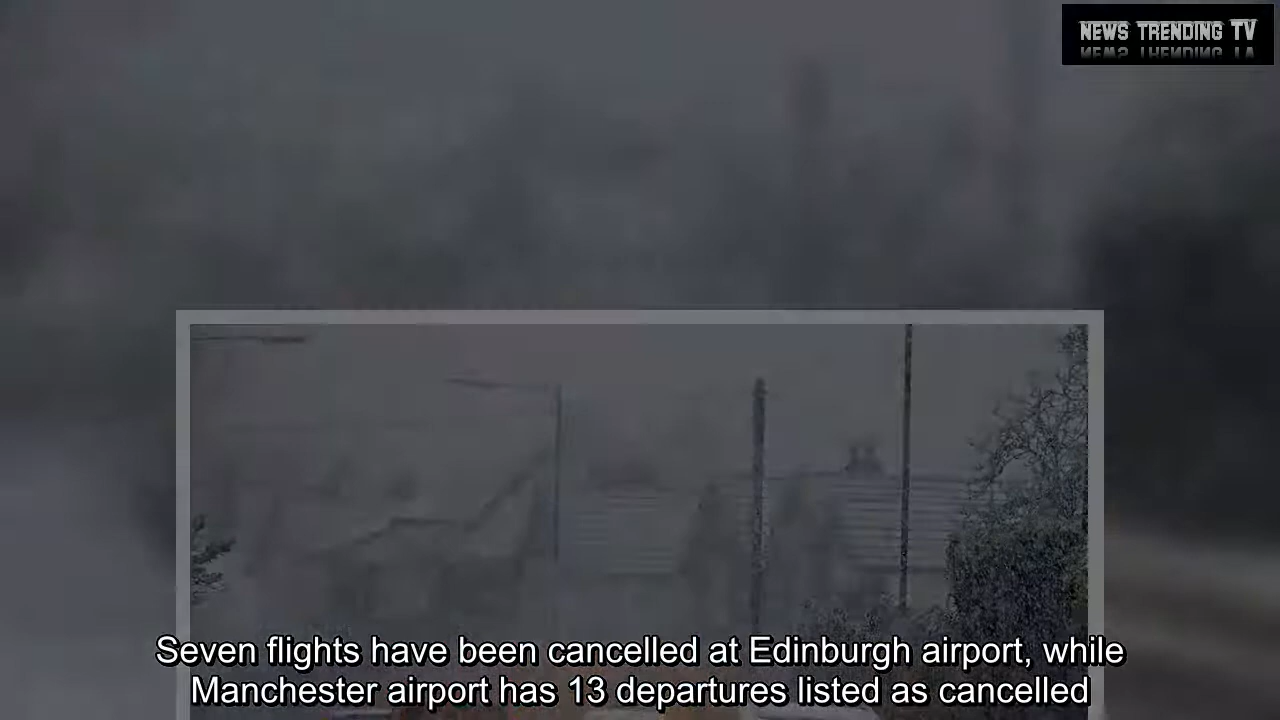 NEWS TRENDING TV
Seven flights have been cancelled at Edinburgh airport, while
Manchester airport has 13 departures listed as cancelled